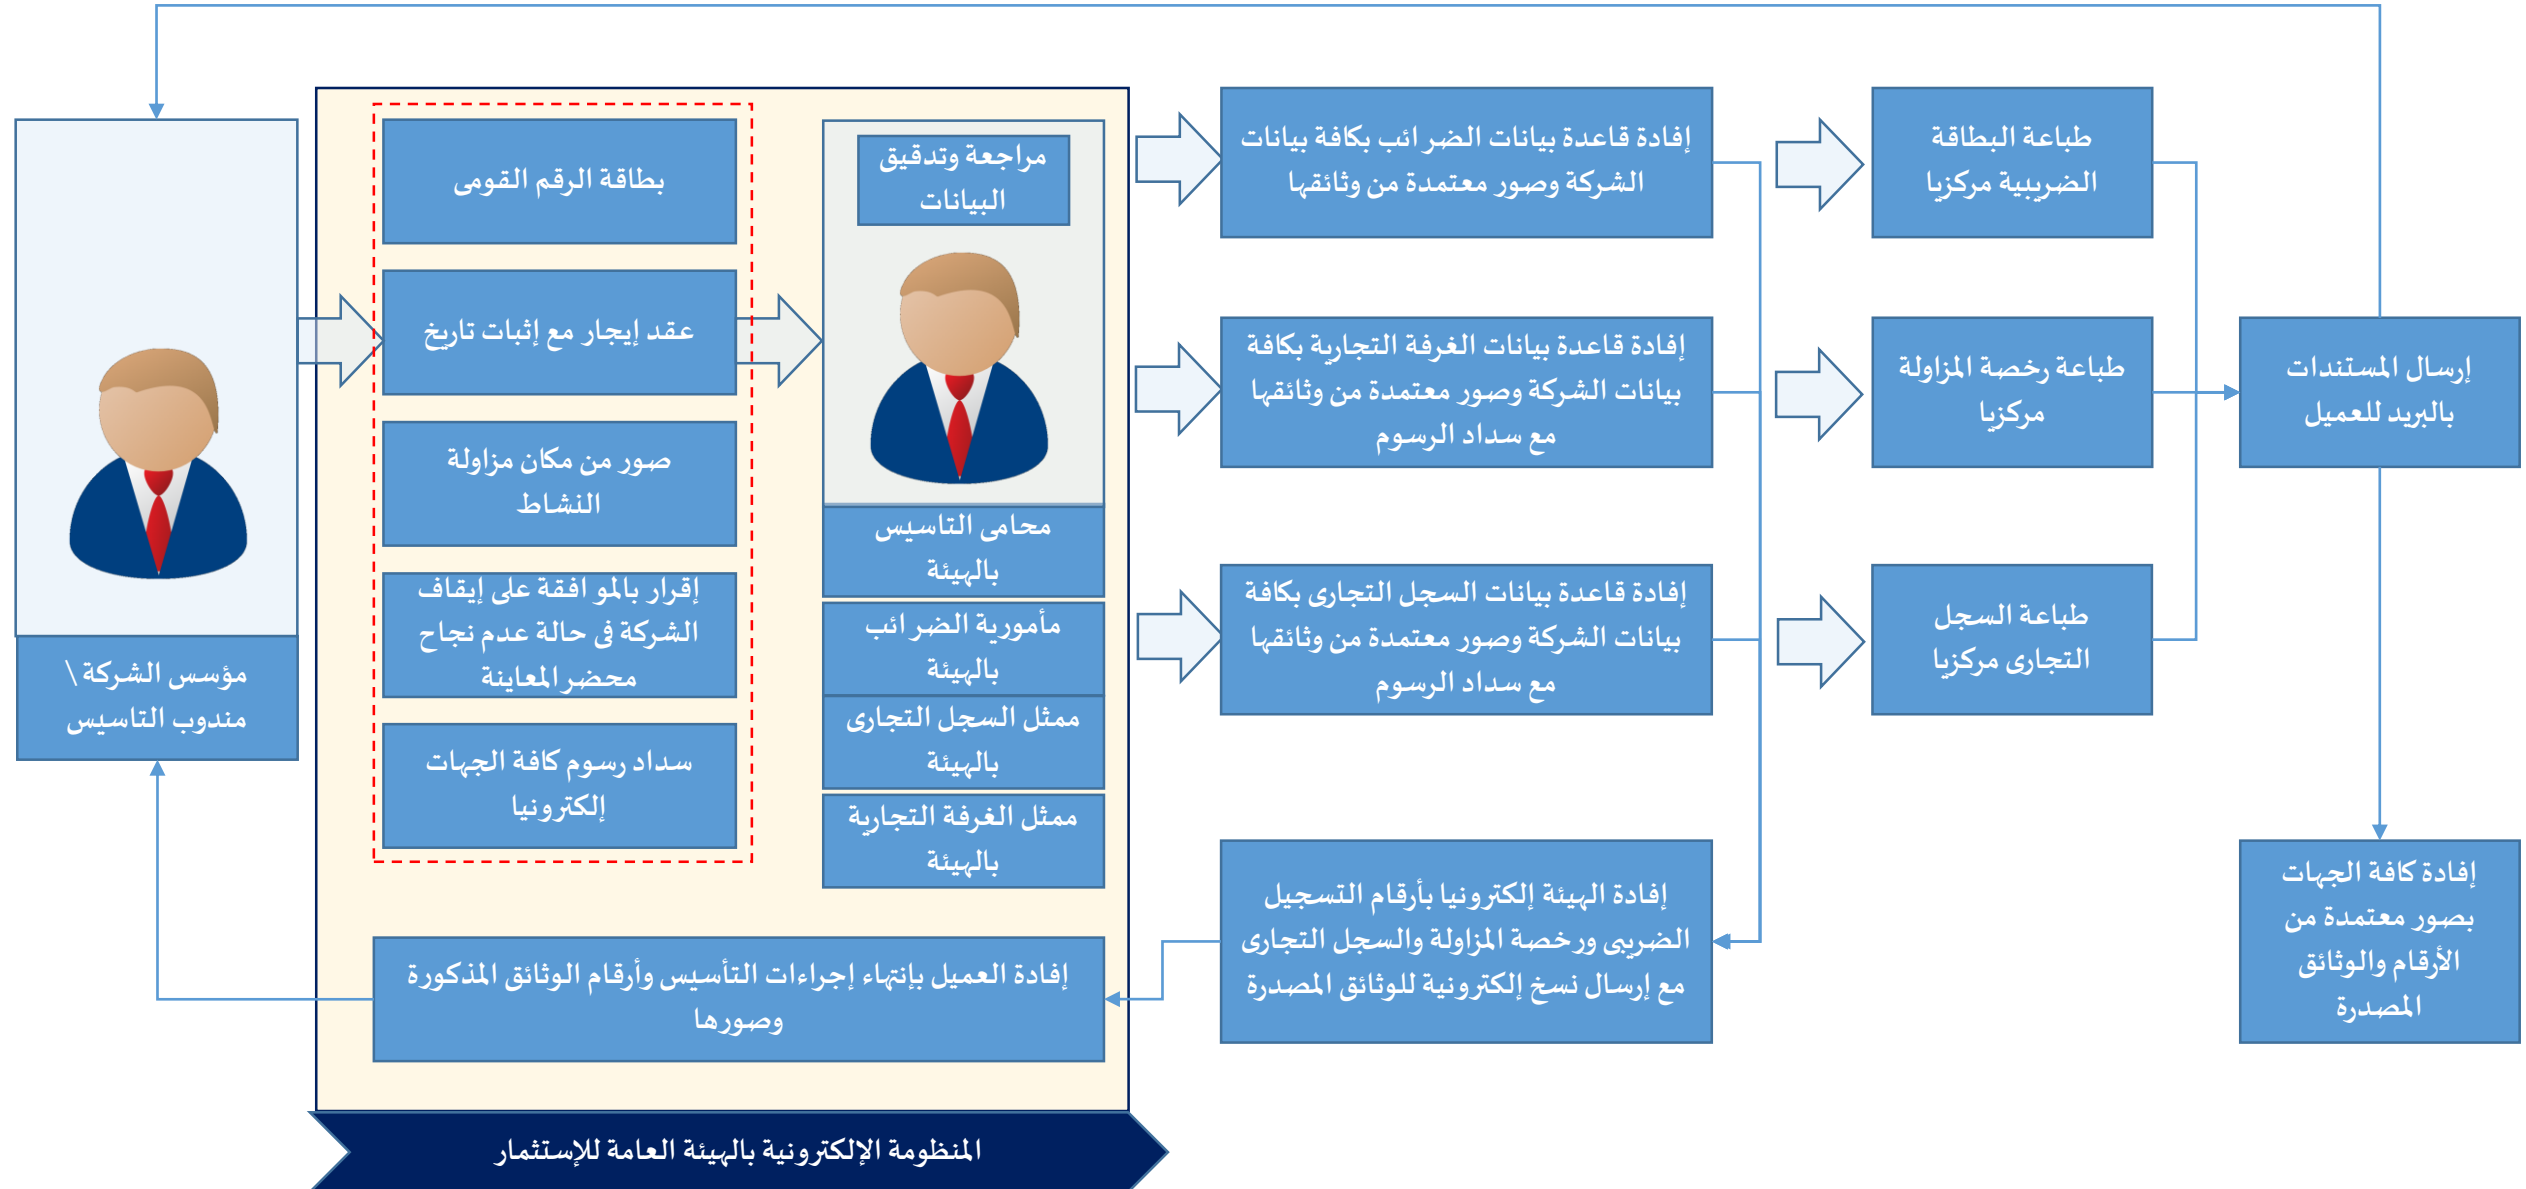 مؤسس الشركة \
مندوب التاسيس
بطاقة الرقم القومى
عقد إيجار مع إثبات تاريخ
صور من مكان مزاولة
النشاط
إقرار بالموافقة على إيقاف
الشركة فى حالة عدم نجاح
محضر المعاينة
سداد رسوم كافة الجهات
إلكترونيا
مراجعة وتدقيق
البيانات
محامى التاسيس
بالهيئة
مأمورية الضرائب
بالهيئة
ممثل السجل التجارى
بالهيئة
ممثل الغرفة التجارية
بالهيئة
إفادة قاعدة بيانات الضرائب بكافة بيانات
الشركة وصور معتمدة من وثائقها
إفادة قاعدة بيانات الغرفة التجارية بكافة
بيانات الشركة وصور معتمدة من وثائقها
مع سداد الرسوم
إفادة قاعدة بيانات السجل التجارى بكافة
بيانات الشركة وصور معتمدة من وثائقها
مع سداد الرسوم
طباعة البطاقة
الضريبية مركزيا
طباعة رخصة المزاولة
مركزيا
طباعة السجل
التجارى مركزيا
إرسال المستندات
بالبريد للعميل
إفادة كافة الجهات
بصور معتمدة من
الأرقام والوثائق
المصدرة
إفادة الهيئة إلكترونيا بأرقام التسجيل
الضريبى ورخصة المزاولة والسجل التجارى
مع إرسال نسخ إلكترونية للوثائق المصدرة
إفادة العميل بإنتهاء إجراءات التأسيس وأرقام الوثائق المذكورة
وصورها
المنظومة الإلكترونية بالهيئة العامة للإستثمار